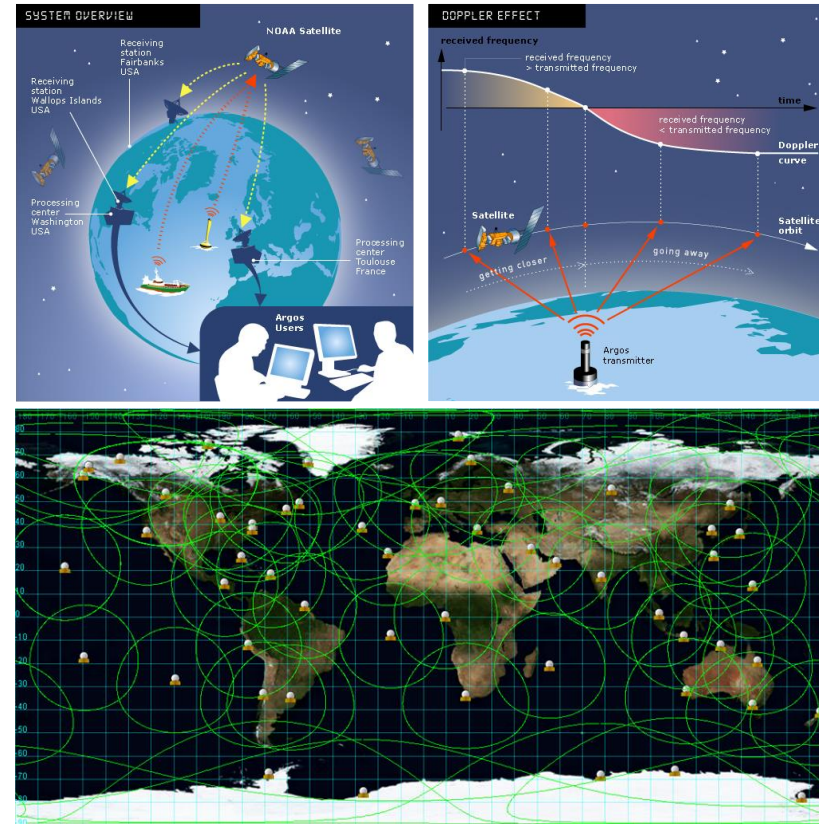 SYSTEM OVERVIEW
NOAA Satellite
Receiving
station
Fairbanks
USA
Receiving
station
Wallops Islands
USA
Processing
center
Washington
USA
Processing
center
Toulouse
France
Argos
Users
DOPPLER EFFECT
received frequency
received frequency
> transmitted frequency
time
received frequency
< transmitted frequency
Doppler
curve
Satellite
Satellite
orbit
getting closer
going away
Argos
transmitter
80
70
60
50
40
30
20
10
0
-10
-20
-30
-40
-50
-60
-70
-80